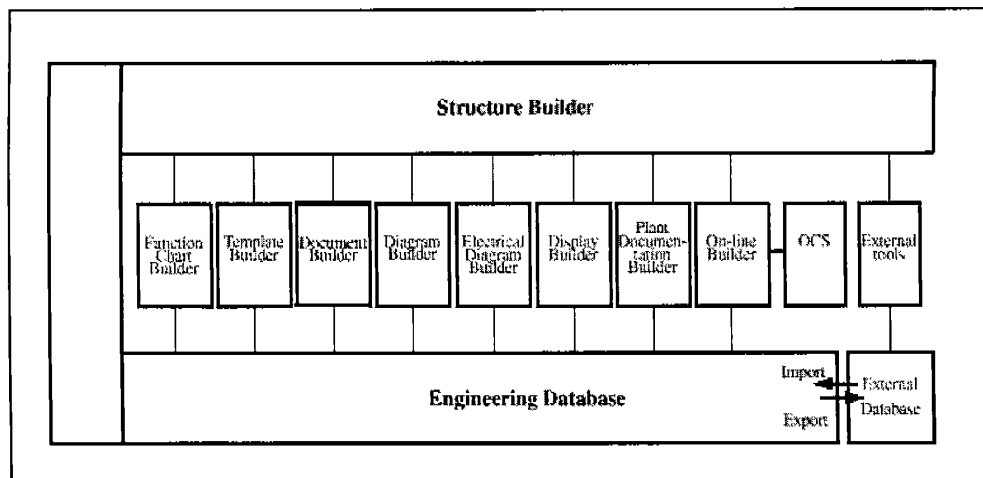 Structure Builder
Function
Chart
Builder
Template
Builder
Document
Builder
Diagram
Builder
Electrical
Diagram
Builder
Display
Builder
Plant
Documen-
tation
Builder
On-line
Builder
OCS
External
tools
Engineering Database
Import
Export
External
Database